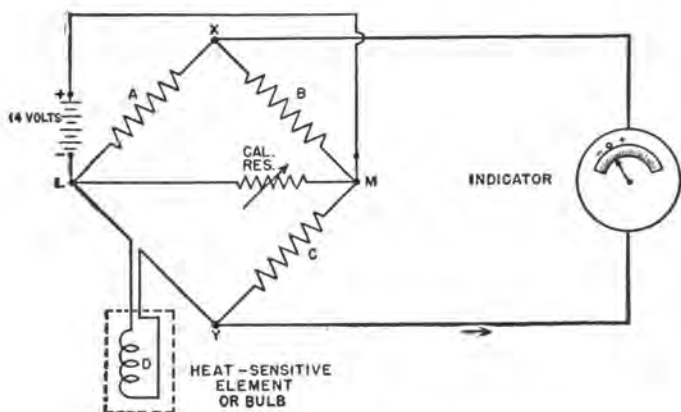 X
+
A
B
14 VOLTS
CAL.
RES.
-
L
M
INDICATOR
- O +
C
Y
D
HEAT-SENSITIVE
ELEMENT
OR BULB